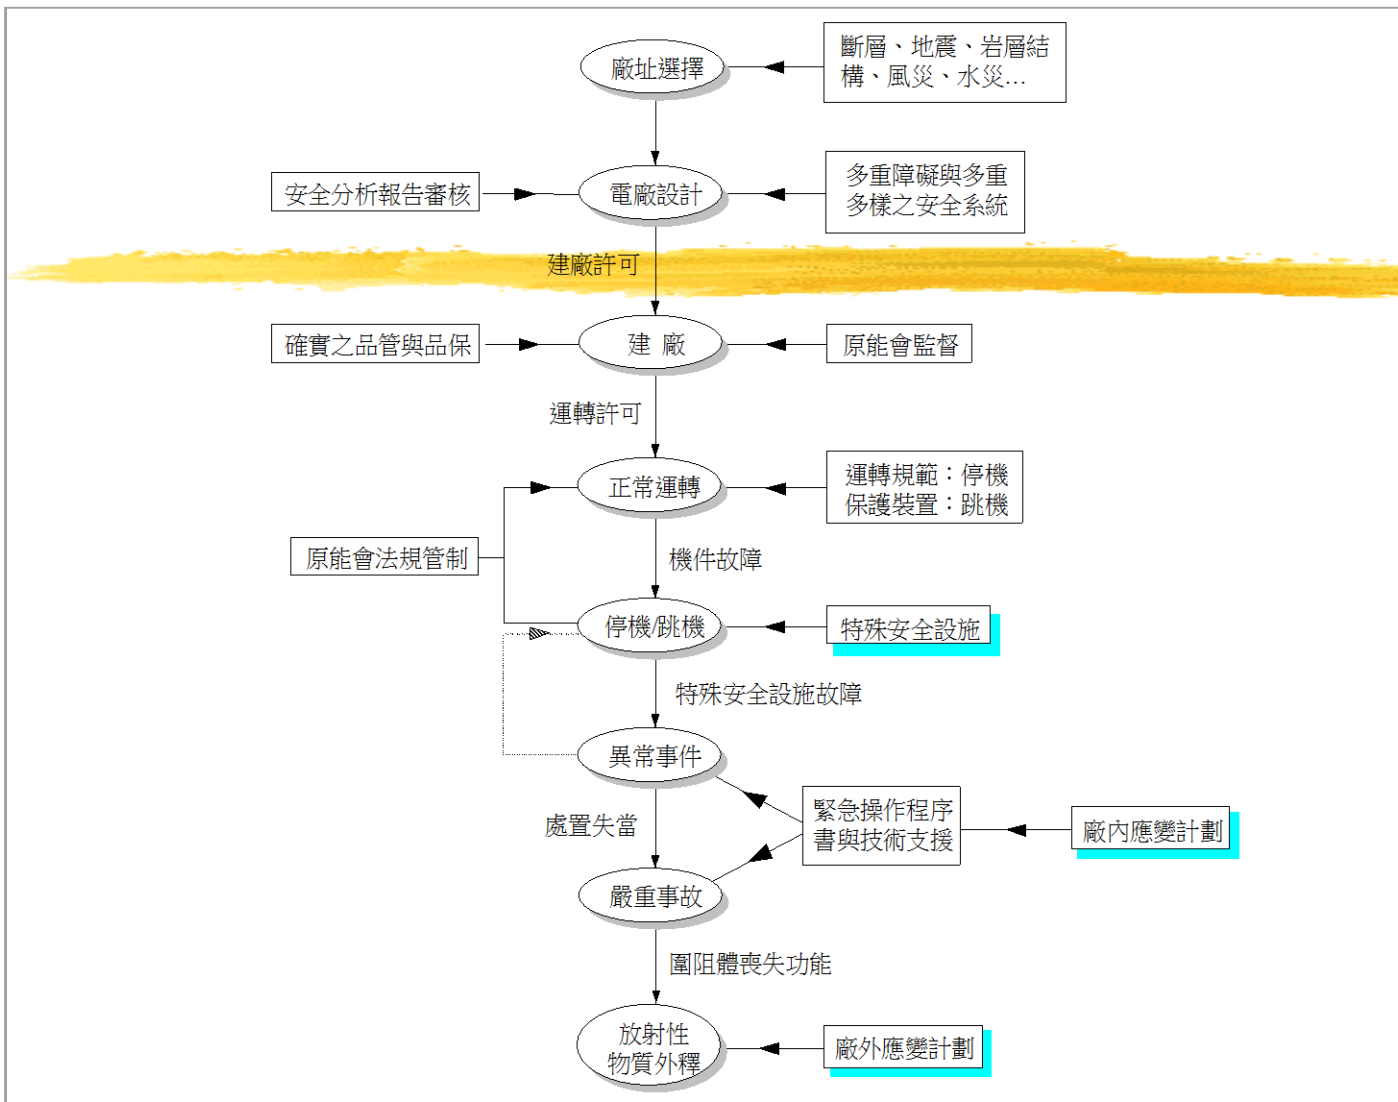 廠址選擇
斷層、地震、岩層結
構、風災、水災...
安全分析報告審核
電廠設計
多重障礙與多重
多樣之安全系統
建廠許可
確實之品管與品保
建 廠
原能會監督
運轉許可
正常運轉
運轉規範：停機
保護裝置：跳機
原能會法規管制
機件故障
停機/跳機
特殊安全設施
特殊安全設施故障
異常事件
處置失當
緊急操作程序
書與技術支援
廠內應變計劃
嚴重事故
圍阻體喪失功能
放射性
物質外釋
廠外應變計劃